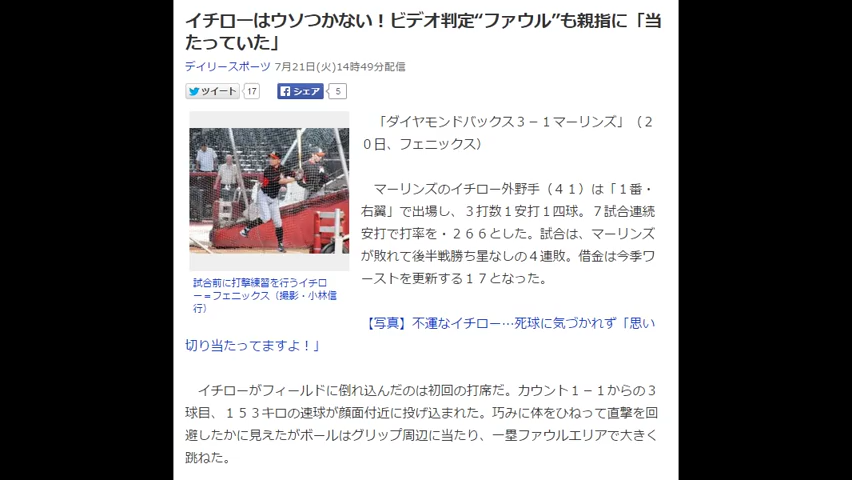 イチローはウソつかない！ビデオ判定“ファウル”も親指に「当
たっていた」
デイリースポーツ 7月21日(火)14時49分配信
ツイート 17 シェア 5
「ダイヤモンドバックス３－１マーリンズ」（２
０日、フェニックス）
マーリンズのイチロー外野手（４１）は「１番・
右翼」で出場し、３打数１安打１四球。７試合連続
安打で打率を・２６６とした。試合は、マーリンズ
が敗れて後半戦勝ち星なしの４連敗。借金は今季ワ
ーストを更新する１７となった。
試合前に打撃練習を行うイチロ
ー＝フェニックス（撮影・小林信
行）
【写真】不運なイチロー…死球に気づかれず「思い
切り当たってますよ！」
イチローがフィールドに倒れ込んだのは初回の打席だ。カウント１－１からの３
球目、１５３キロの速球が顔面付近に投げ込まれた。巧みに体をひねって直撃を回
避したかに見えたがボールはグリップ周辺に当たり、一塁ファウルエリアで大きく
跳ねた。